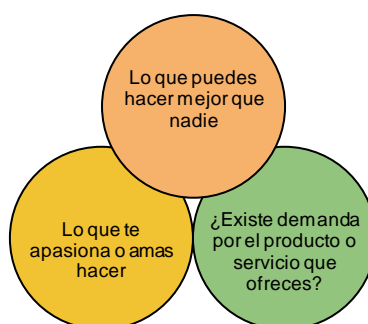 Lo que puedes
hacer mejor que
nadie
Lo que te
apasiona o amas
hacer
¿Existe demanda
por el producto o
servicio que
ofreces?